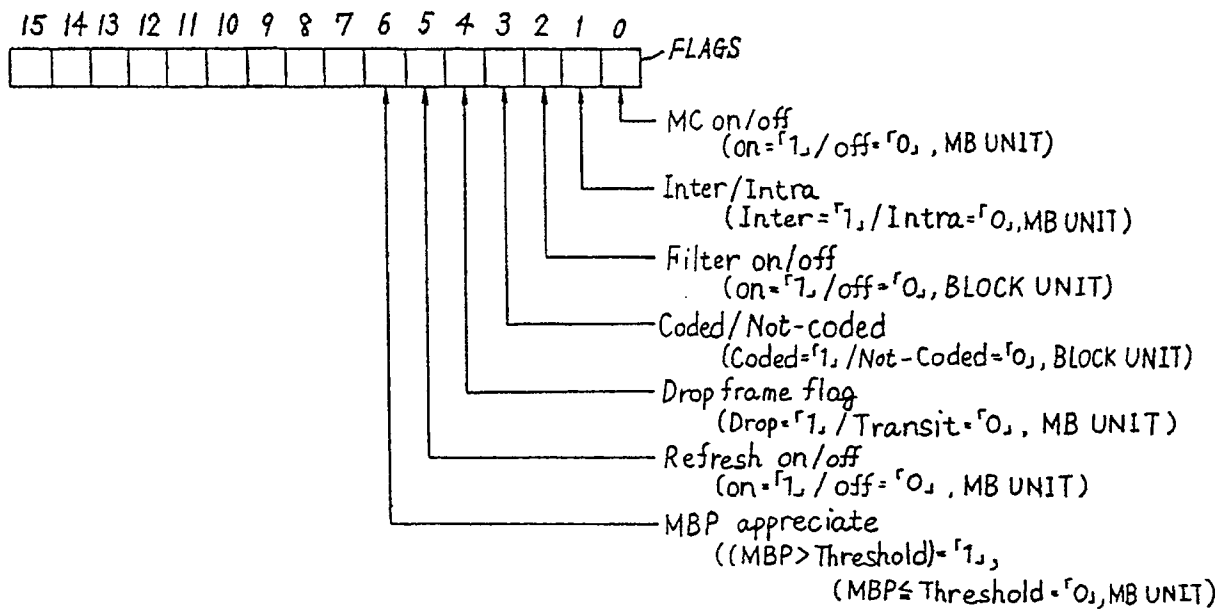 15 14 13 12 11 10 9 8 7 6 5 4 3 2 1 0
FLAGS
MC on/off
(on=「1」/off=「0」, MB UNIT)
Inter/Intra
(Inter=「1」/Intra=「0」,MB UNIT)
Filter on/off
(on=「1」/off=「0」, BLOCK UNIT)
Coded/Not-coded
(Coded=「1」/Not-Coded=「0」, BLOCK UNIT)
Drop frame flag
(Drop=「1」/Transit=「0」, MB UNIT)
Refresh on/off
(on=「1」/off=「0」, MB UNIT)
MBP appreciate
((MBP>Threshold)=「1」,
(MBP≦Threshold=「0」,MB UNIT)